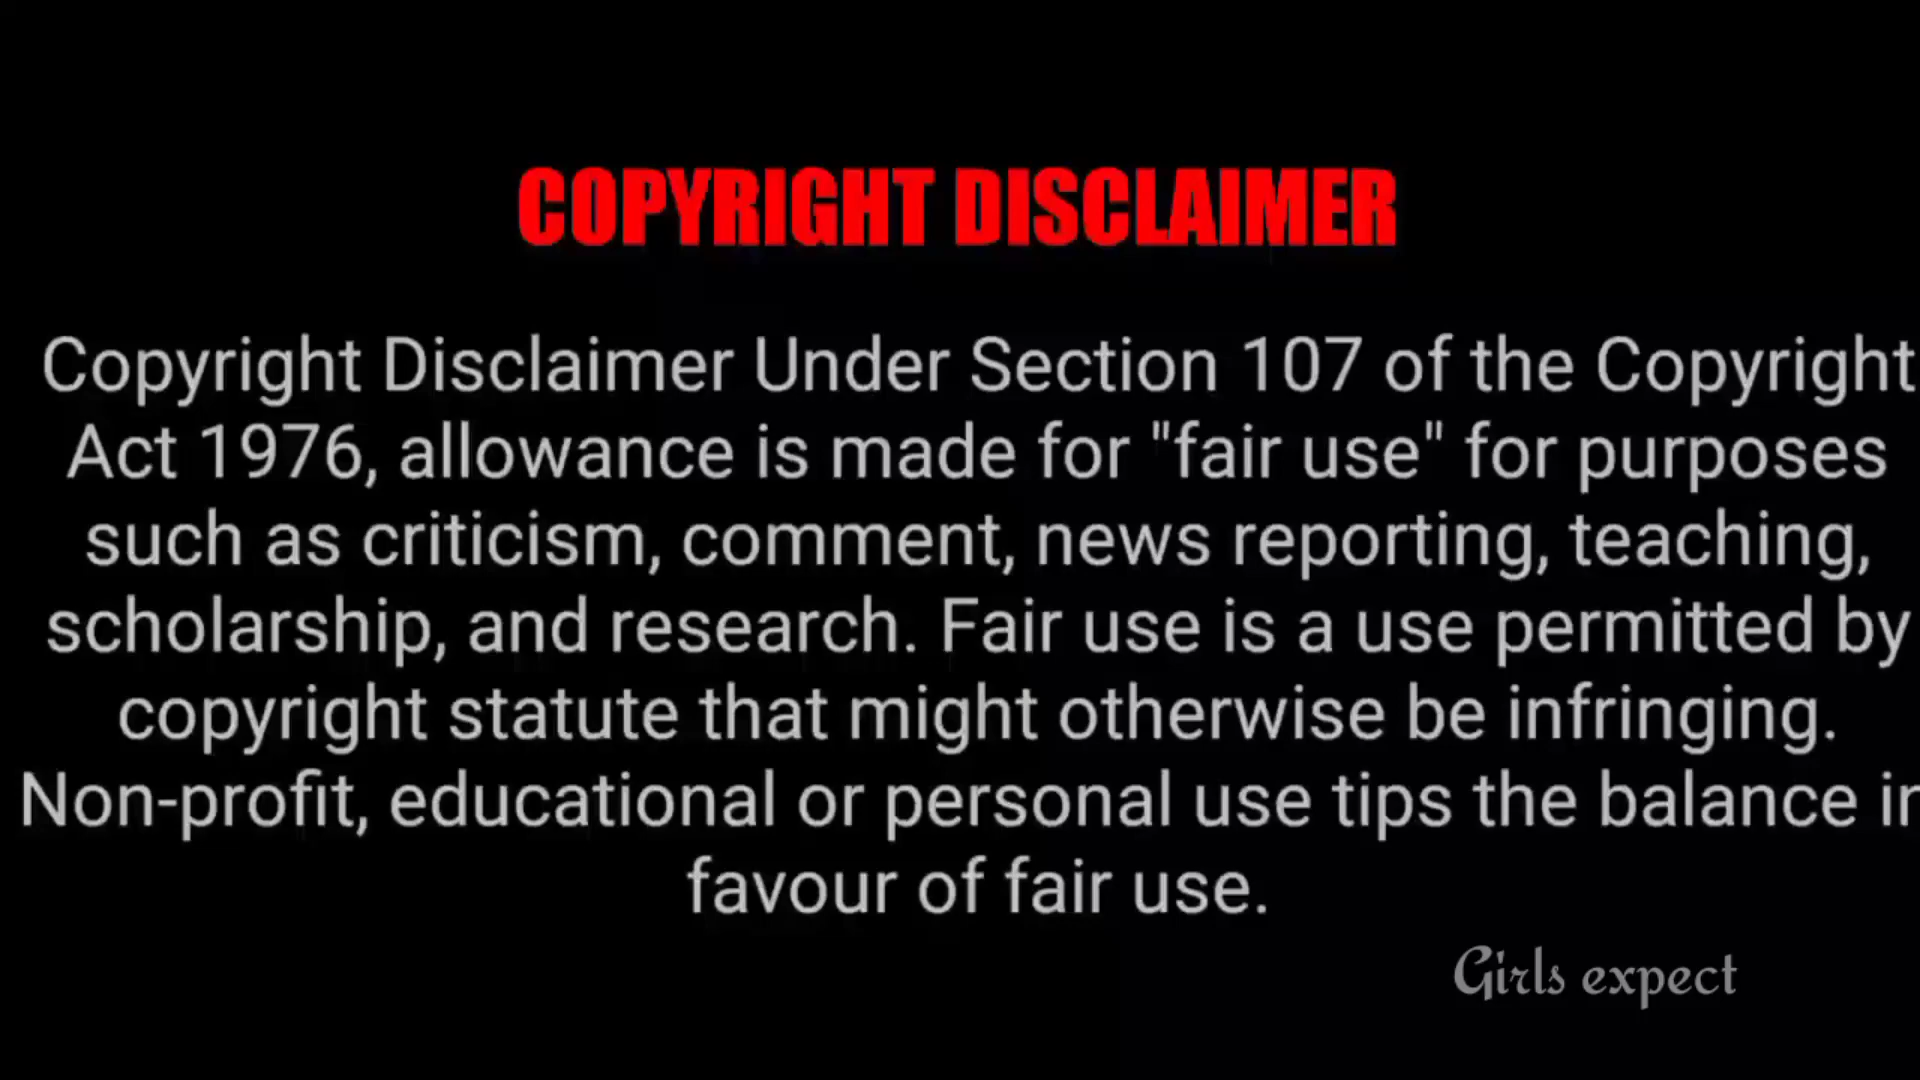 COPYRIGHT DISCLAIMER
Copyright Disclaimer Under Section 107 of the Copyright
Act 1976, allowance is made for "fair use" for purposes
such as criticism, comment, news reporting, teaching,
scholarship, and research. Fair use is a use permitted by
copyright statute that might otherwise be infringing.
Non-profit, educational or personal use tips the balance in
favour of fair use.
Girls expect